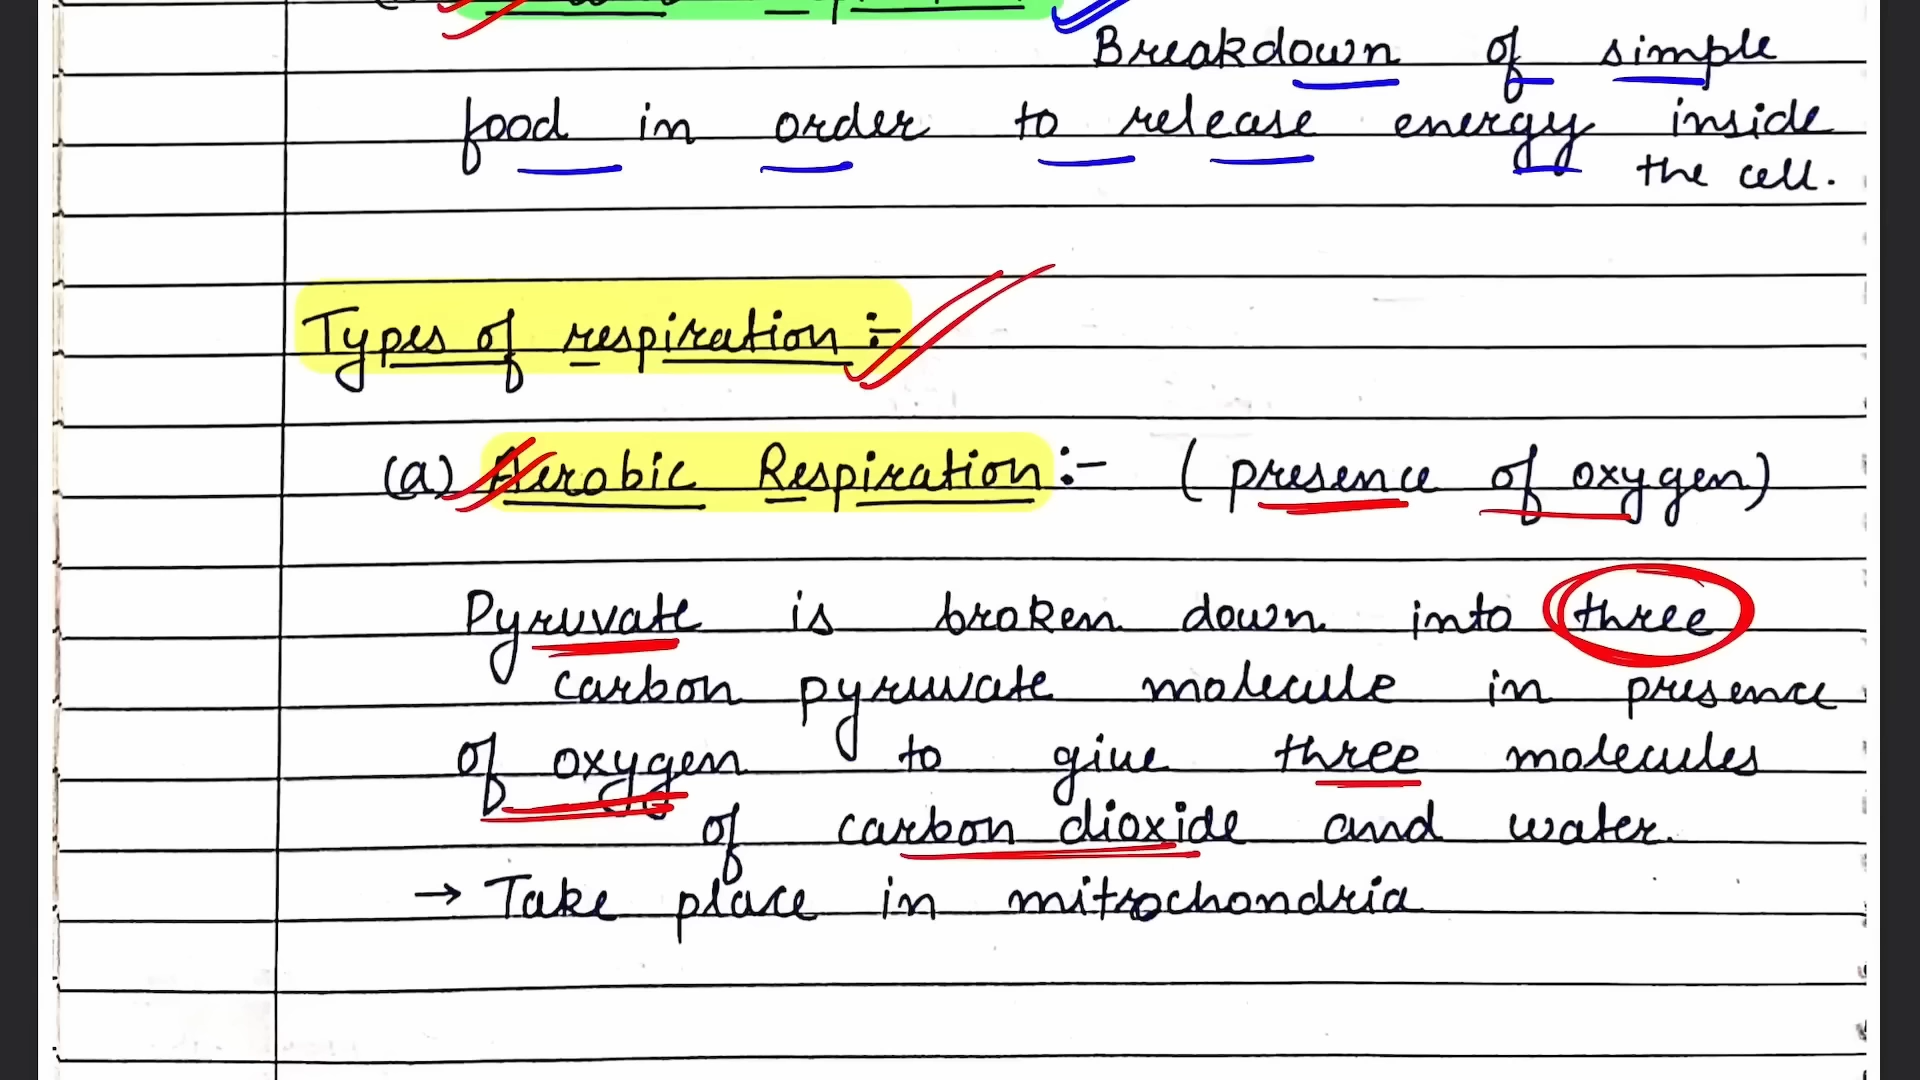 Breakdown of simple
food in order to release energy inside
the cell.
Types of respiration :-
(a) Aerobic Respiration :- (presence of oxygen)
Pyruvate is broken down into three
carbon pyruvate molecule in presence
of oxygen to give three molecules
of carbon dioxide and water.
→ Take place in mitochondria